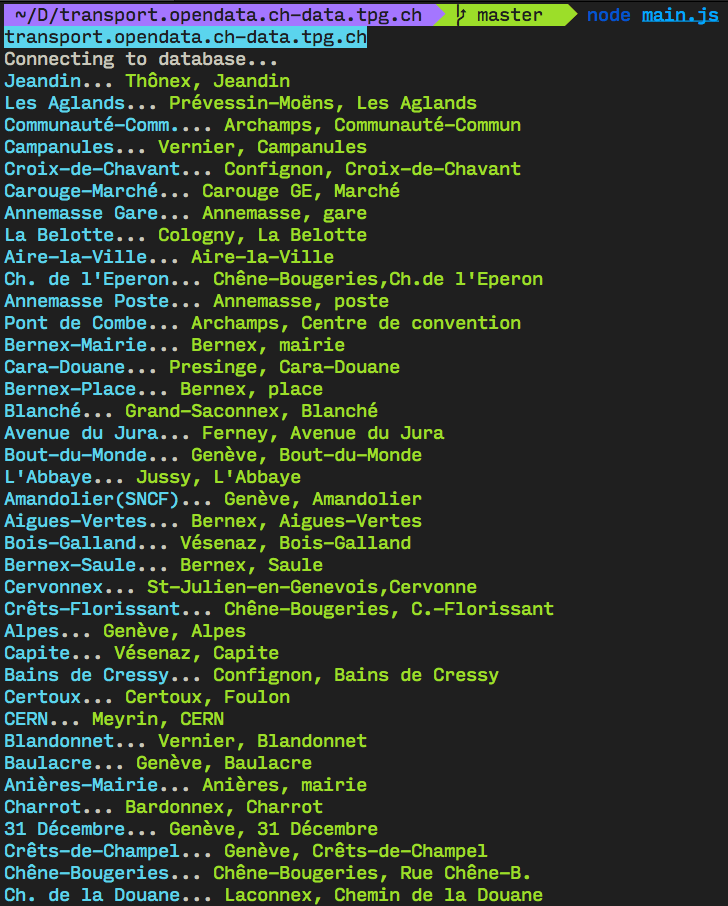 ~/D/transport.opendata.ch-data.tpg.ch master node main.js
transport.opendata.ch-data.tpg.ch
Connecting to database...
Jeandin... Thônex, Jeandin
Les Aglands... Prévessin-Moëns, Les Aglands
Communauté-Comm.... Archamps, Communauté-Commun
Campanules... Vernier, Campanules
Croix-de-Chavant... Confignon, Croix-de-Chavant
Carouge-Marché... Carouge GE, Marché
Annemasse Gare... Annemasse, gare
La Belotte... Cologny, La Belotte
Aire-la-Ville... Aire-la-Ville
Ch. de l'Eperon... Chêne-Bougeries,Ch.de l'Eperon
Annemasse Poste... Annemasse, poste
Pont de Combe... Archamps, Centre de convention
Bernex-Mairie... Bernex, mairie
Cara-Douane... Presinge, Cara-Douane
Bernex-Place... Bernex, place
Blanché... Grand-Saconnex, Blanché
Avenue du Jura... Ferney, Avenue du Jura
Bout-du-Monde... Genève, Bout-du-Monde
L'Abbaye... Jussy, L'Abbaye
Amandolier(SNCF)... Genève, Amandolier
Aigues-Vertes... Bernex, Aigues-Vertes
Bois-Galland... Vésenaz, Bois-Galland
Bernex-Saule... Bernex, Saule
Cervonnex... St-Julien-en-Genevois,Cervonne
Crêts-Florissant... Chêne-Bougeries, C.-Florissant
Alpes... Genève, Alpes
Capite... Vésenaz, Capite
Bains de Cressy... Confignon, Bains de Cressy
Certoux... Certoux, Foulon
CERN... Meyrin, CERN
Blandonnet... Vernier, Blandonnet
Baulacre... Genève, Baulacre
Anières-Mairie... Anières, mairie
Charrot... Bardonnex, Charrot
31 Décembre... Genève, 31 Décembre
Crêts-de-Champel... Genève, Crêts-de-Champel
Chêne-Bougeries... Chêne-Bougeries, Rue Chêne-B.
Ch. de la Douane... Laconnex, Chemin de la Douane